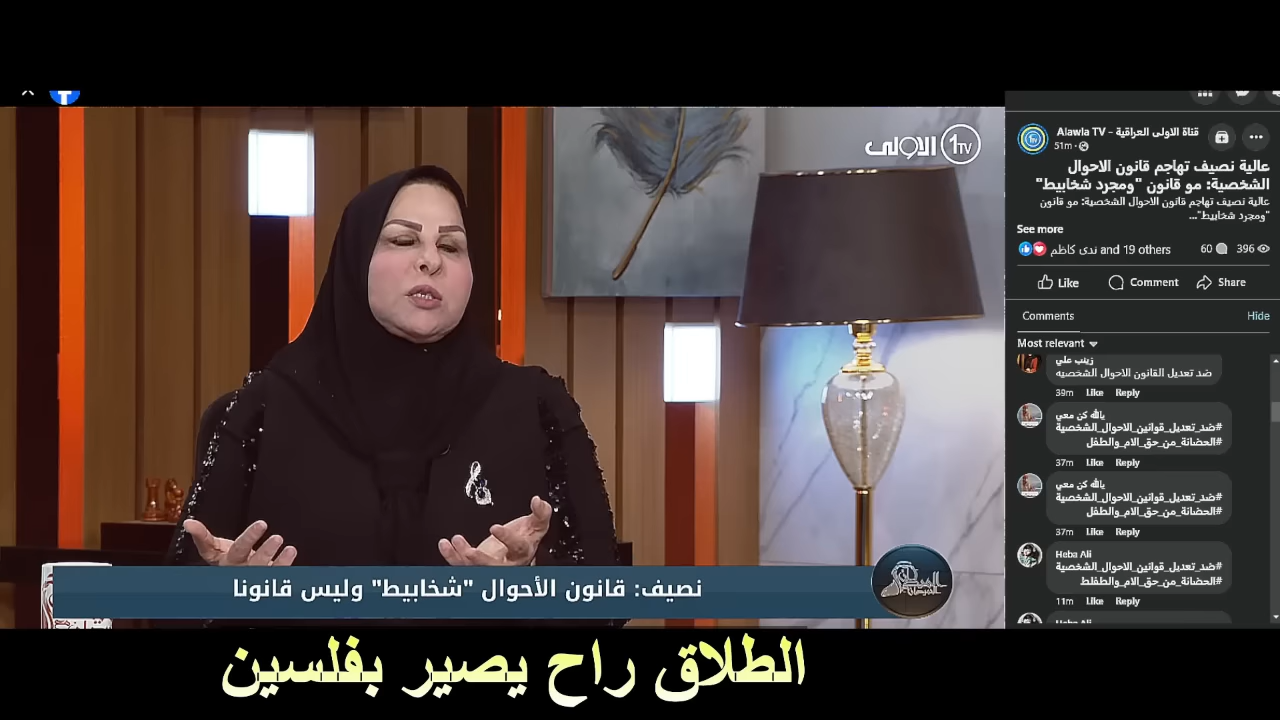 الاولى
1TV
نصيف: قانون الأحوال "شخابيط" وليس قانونا
الطلاق راح يصير بفلسين
Alawla TV - قناة الاولى العراقية
51m
عالية نصيف تهاجم قانون الاحوال
الشخصية: مو قانون "ومجرد شخابيط"
عالية نصيف تهاجم قانون الاحوال الشخصية: مو قانون
"ومجرد شخابيط"...
See more
ندى كاظم and 19 others 60 396
Like Comment Share
Comments Hide
Most relevant
زينب علي
ضد تعديل القانون الاحوال الشخصيه
39m Like Reply
يالله كن معي
#ضد_تعديل_قوانين_الاحوال_الشخصية
#الحضانة_من_حق_الام_والطفل
37m Like Reply
يالله كن معي
#ضد_تعديل_قوانين_الاحوال_الشخصية
#الحضانة_من_حق_الام_والطفل
37m Like Reply
Heba Ali
#ضد_تعديل_قوانين_الاحوال_الشخصية
#الحضانة_من_حق_الام_والطفلط
11m Like Reply
Heba Ali